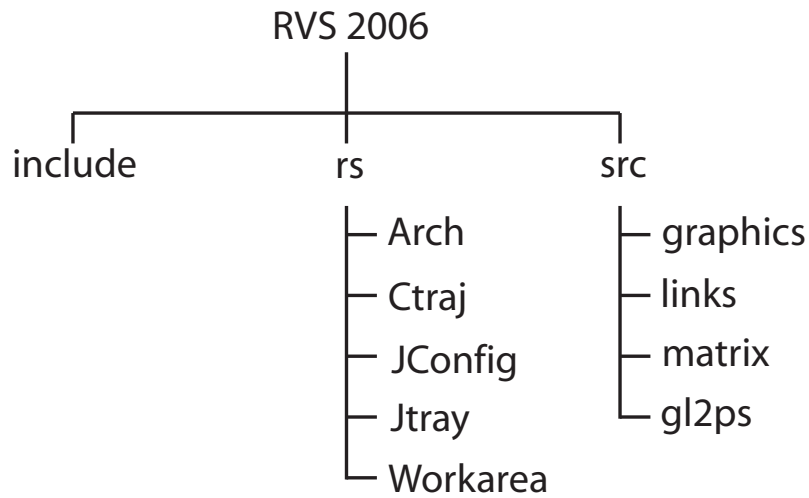 RVS 2006
include
rs
src
Arch
Ctraj
JConfig
Jtray
Workarea
graphics
links
matrix
gl2ps